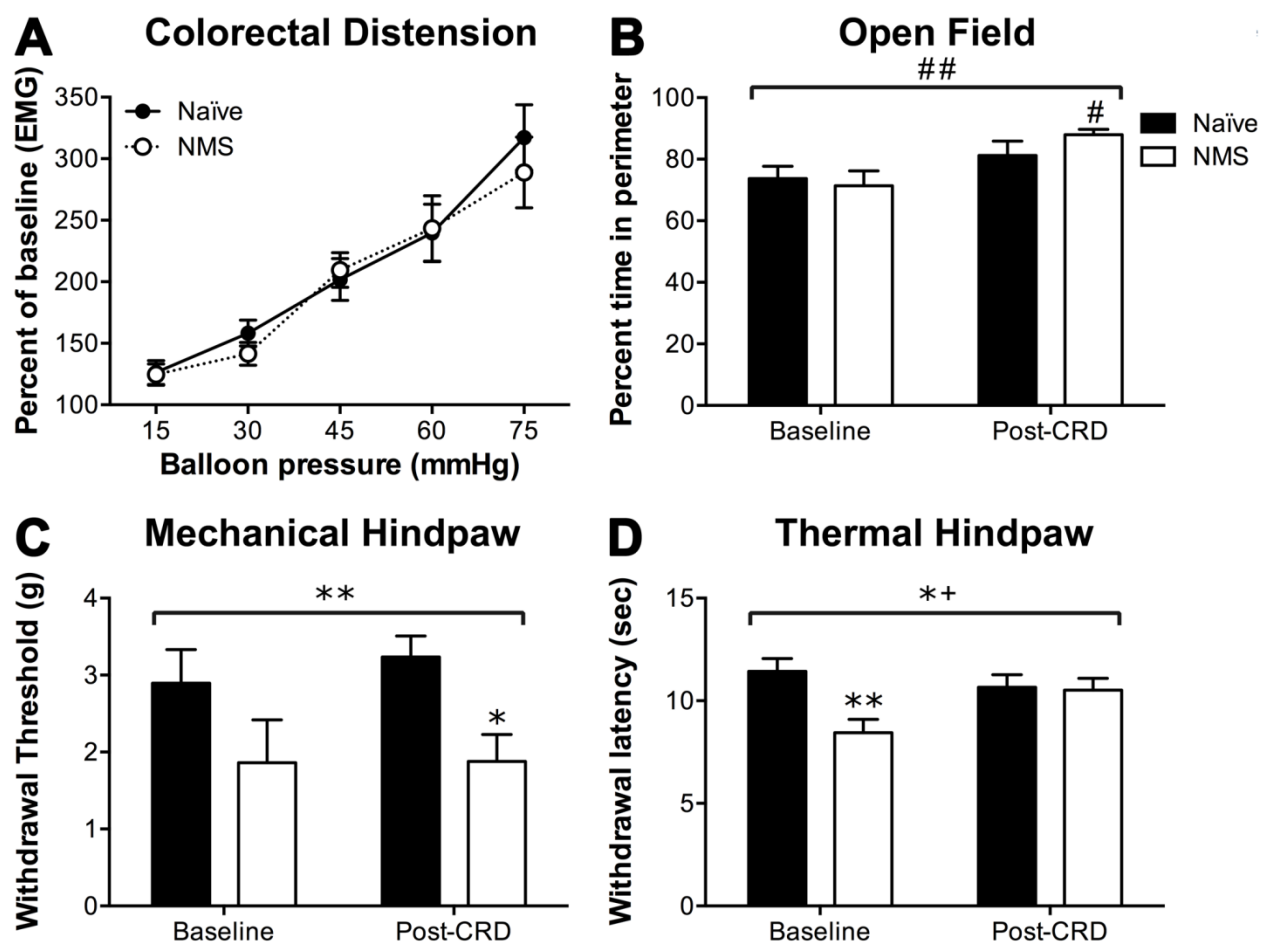 A Colorectal Distension
Percent of baseline (EMG)
350
300
250
200
150
100
Naïve
NMS
15 30 45 60 75
Balloon pressure (mmHg)
B Open Field
Percent time in perimeter
##
100
80
60
40
20
0
#
Naïve
NMS
Baseline Post-CRD
C Mechanical Hindpaw
Withdrawal Threshold (g)
**
4
3
2
1
0
*
Baseline Post-CRD
D Thermal Hindpaw
Withdrawal latency (sec)
*+
15
10
5
0
**
Baseline Post-CRD